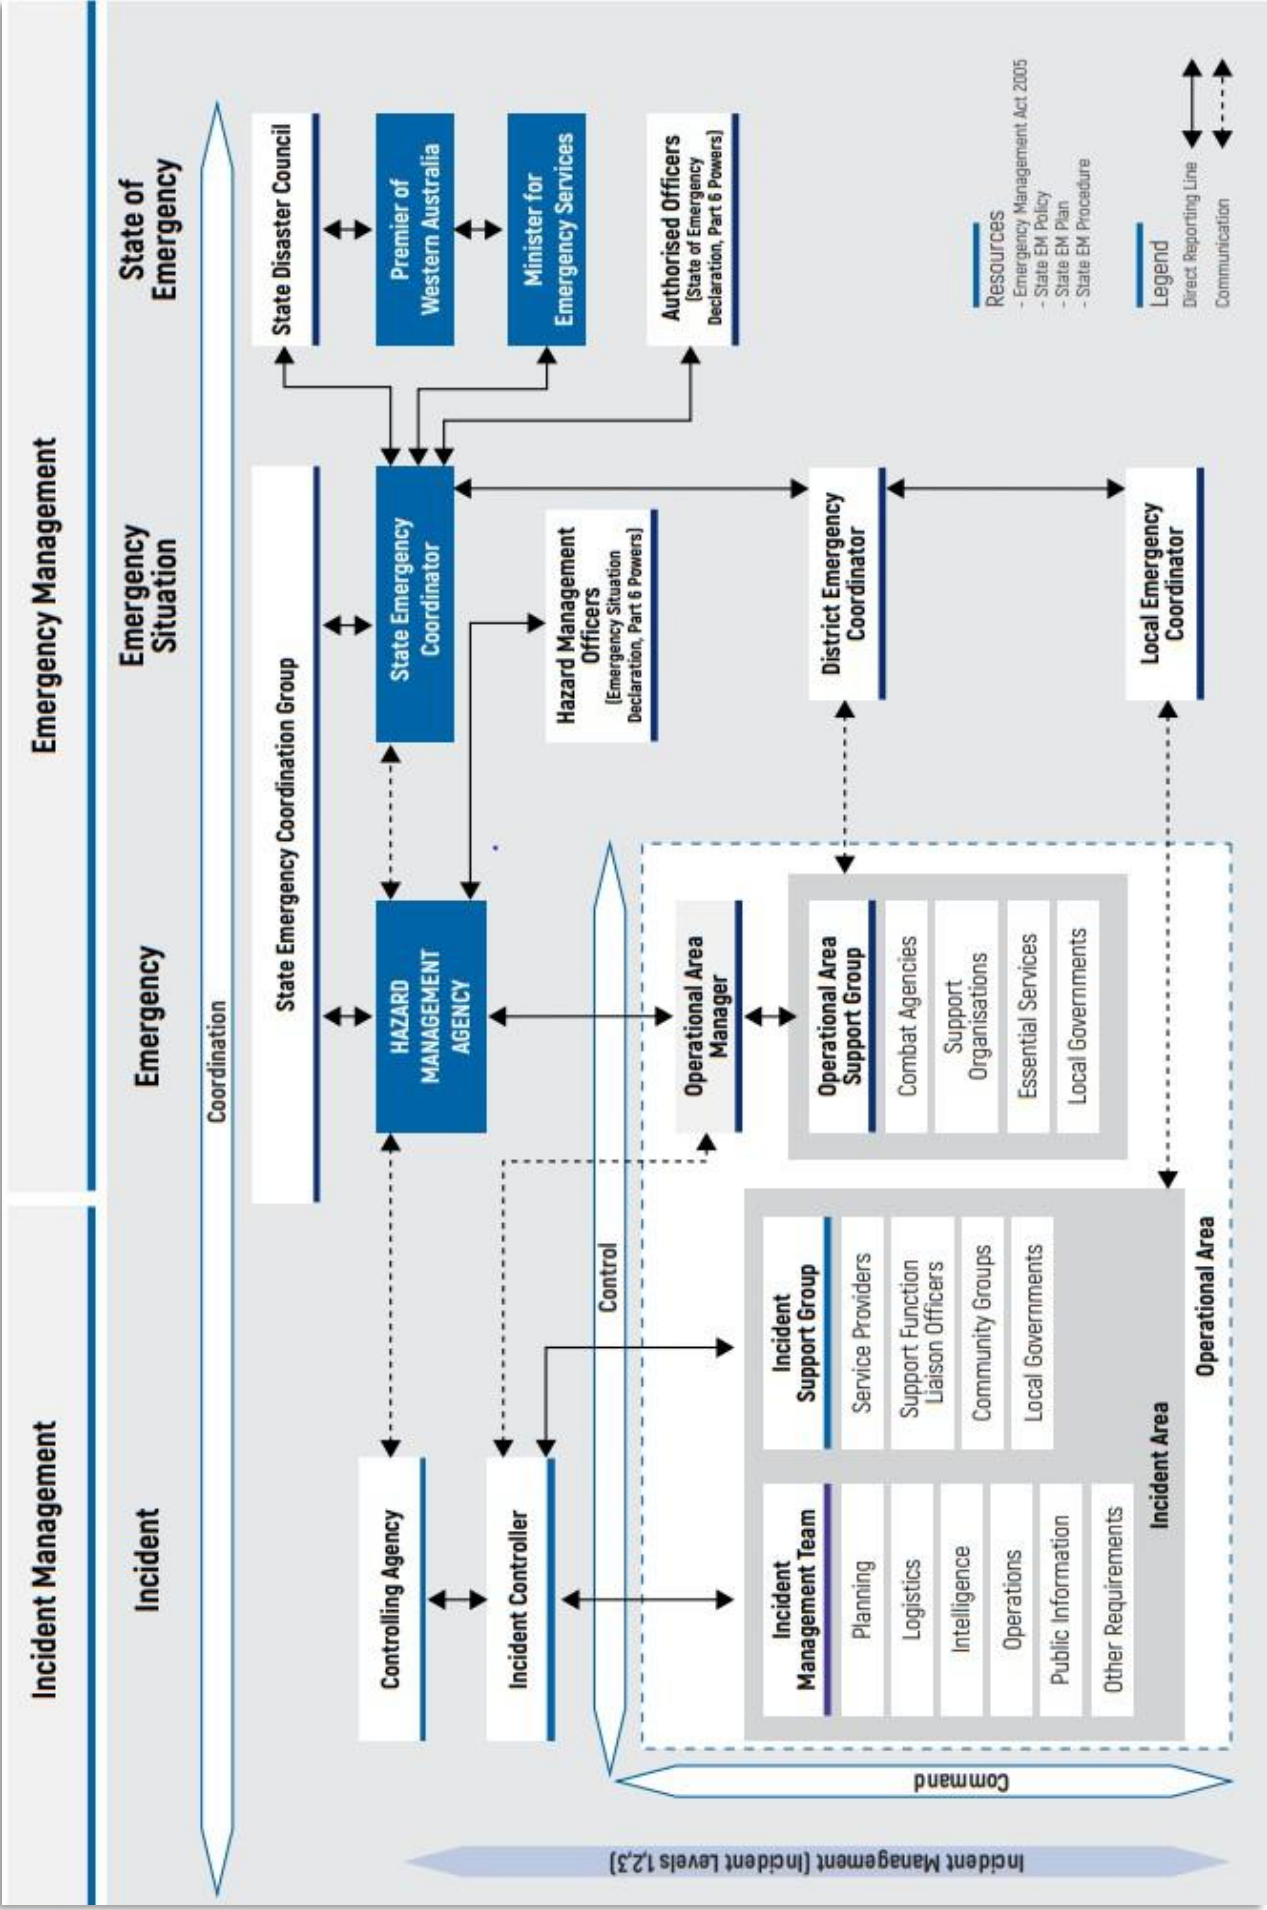 Incident Management
Emergency Management
Incident
Emergency
Emergency
Situation
State of
Emergency
Coordination
State Emergency Coordination Group
State Disaster Council
Controlling Agency
HAZARD
MANAGEMENT
AGENCY
State Emergency
Coordinator
Premier of
Western Australia
Incident Controller
Minister for
Emergency Services
Hazard Management
Officers
(Emergency Situation
Declaration, Part 6 Powers)
Authorised Officers
(State of Emergency
Declaration, Part 6 Powers)
Control
Operational Area
Manager
Incident
Management Team
Planning
Logistics
Intelligence
Operations
Public Information
Other Requirements
Incident
Support Group
Service Providers
Support Function
Liaison Officers
Community Groups
Local Governments
Incident Area
Operational Area
Support Group
Combat Agencies
Support
Organisations
Essential Services
Local Governments
Operational Area
District Emergency
Coordinator
Local Emergency
Coordinator
Resources
- Emergency Management Act 2005
- State EM Policy
- State EM Plan
- State EM Procedure
Legend
Direct Reporting Line
Communication
Command
Incident Management (Incident Levels 1,2,3)